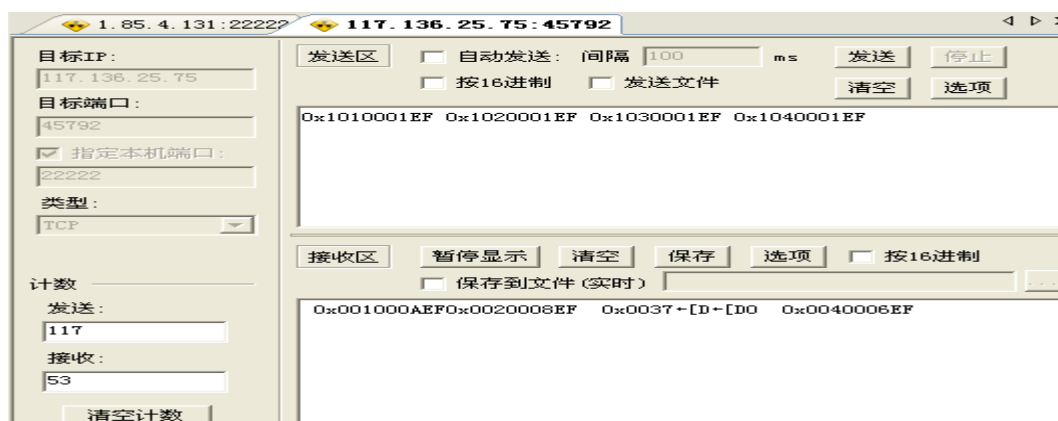 1.85.4.131:22222
117.136.25.75:45792
目标IP:
117.136.25.75
目标端口:
45792
指定本机端口:
22222
类型:
TCP
计数
发送:
117
接收:
53
清空计数
发送区 自动发送: 间隔 100 ms 发送 停止
按16进制 发送文件 清空 选项
0x1010001EF 0x1020001EF 0x1030001EF 0x1040001EF
接收区 暂停显示 清空 保存 选项 按16进制
保存到文件(实时) ...
0x001000AEF0x0020008EF 0x0037←[D←[D0 0x0040006EF